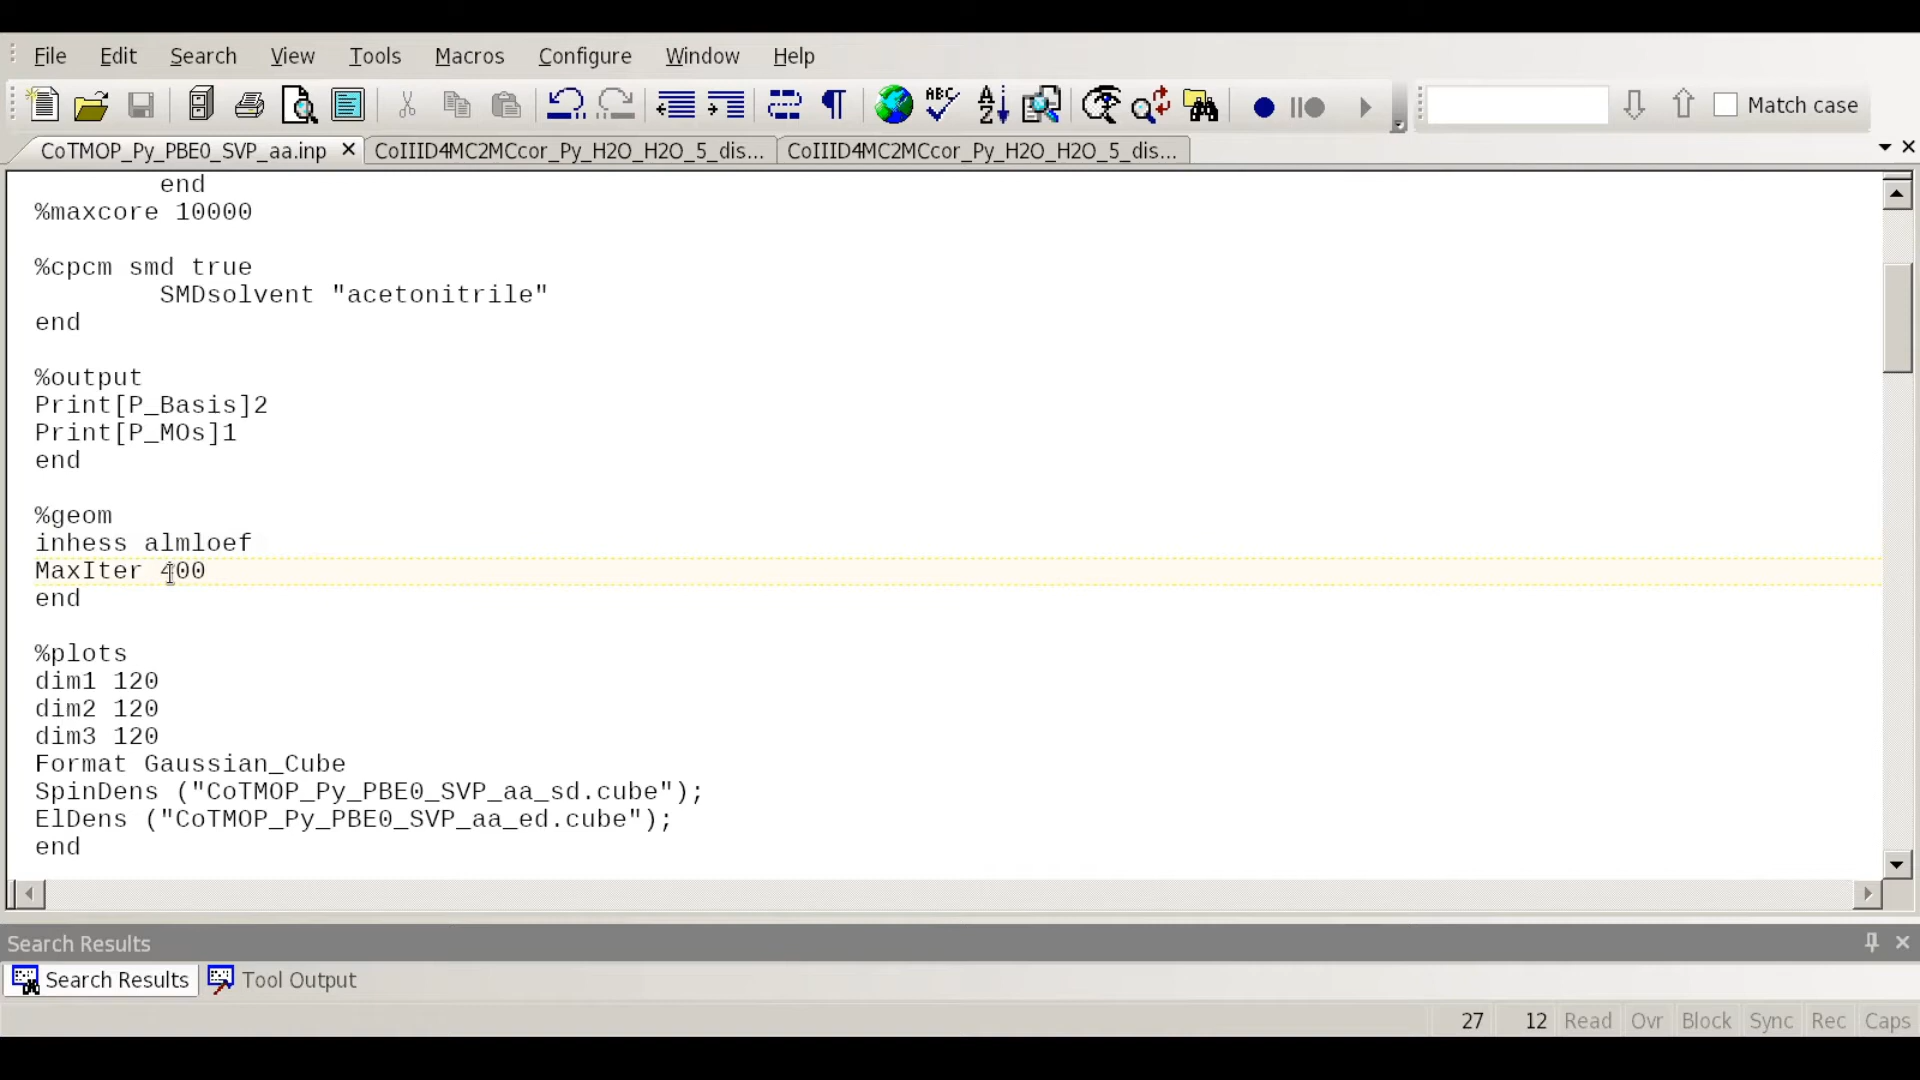 File Edit Search View Tools Macros Configure Window Help
ABC A Z Match case
CoTMOP_Py_PBE0_SVP_aa.inp CoIIID4MC2MCcor_Py_H2O_H2O_5_dis... CoIIID4MC2MCcor_Py_H2O_H2O_5_dis...
end
%maxcore 10000
%cpcm smd true
SMDsolvent "acetonitrile"
end
%output
Print[P_Basis]2
Print[P_MOs]1
end
%geom
inhess almloef
MaxIter 400
end
%plots
dim1 120
dim2 120
dim3 120
Format Gaussian_Cube
SpinDens ("CoTMOP_Py_PBE0_SVP_aa_sd.cube");
ElDens ("CoTMOP_Py_PBE0_SVP_aa_ed.cube");
end
Search Results
Search Results Tool Output
27 12 Read Ovr Block Sync Rec Caps